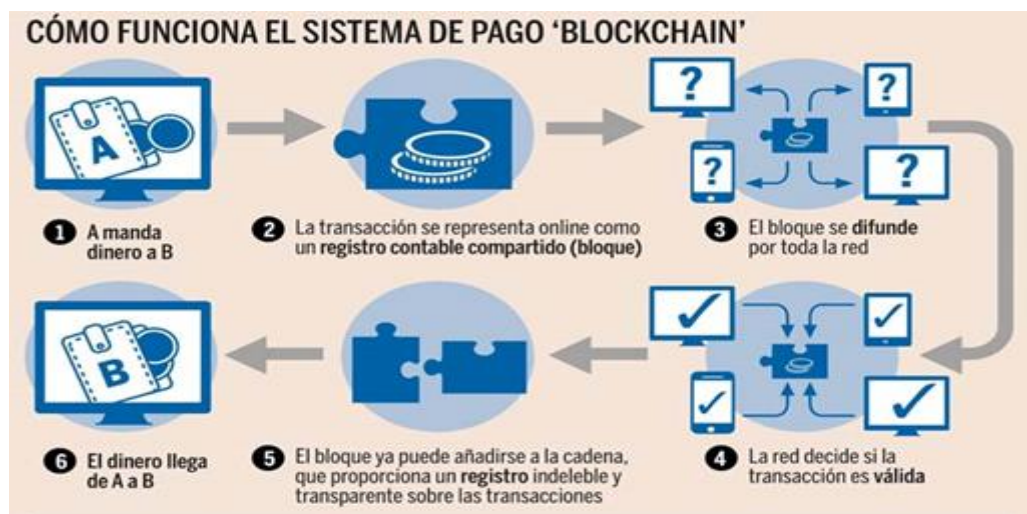 CÓMO FUNCIONA EL SISTEMA DE PAGO ‘BLOCKCHAIN’
A
?
?
?
?
1 A manda
dinero a B
2 La transacción se representa online como
un registro contable compartido (bloque)
3 El bloque se difunde
por toda la red
B
6 El dinero llega
de A a B
5 El bloque ya puede añadirse a la cadena,
que proporciona un registro indeleble y
transparente sobre las transacciones
4 La red decide si la
transacción es válida